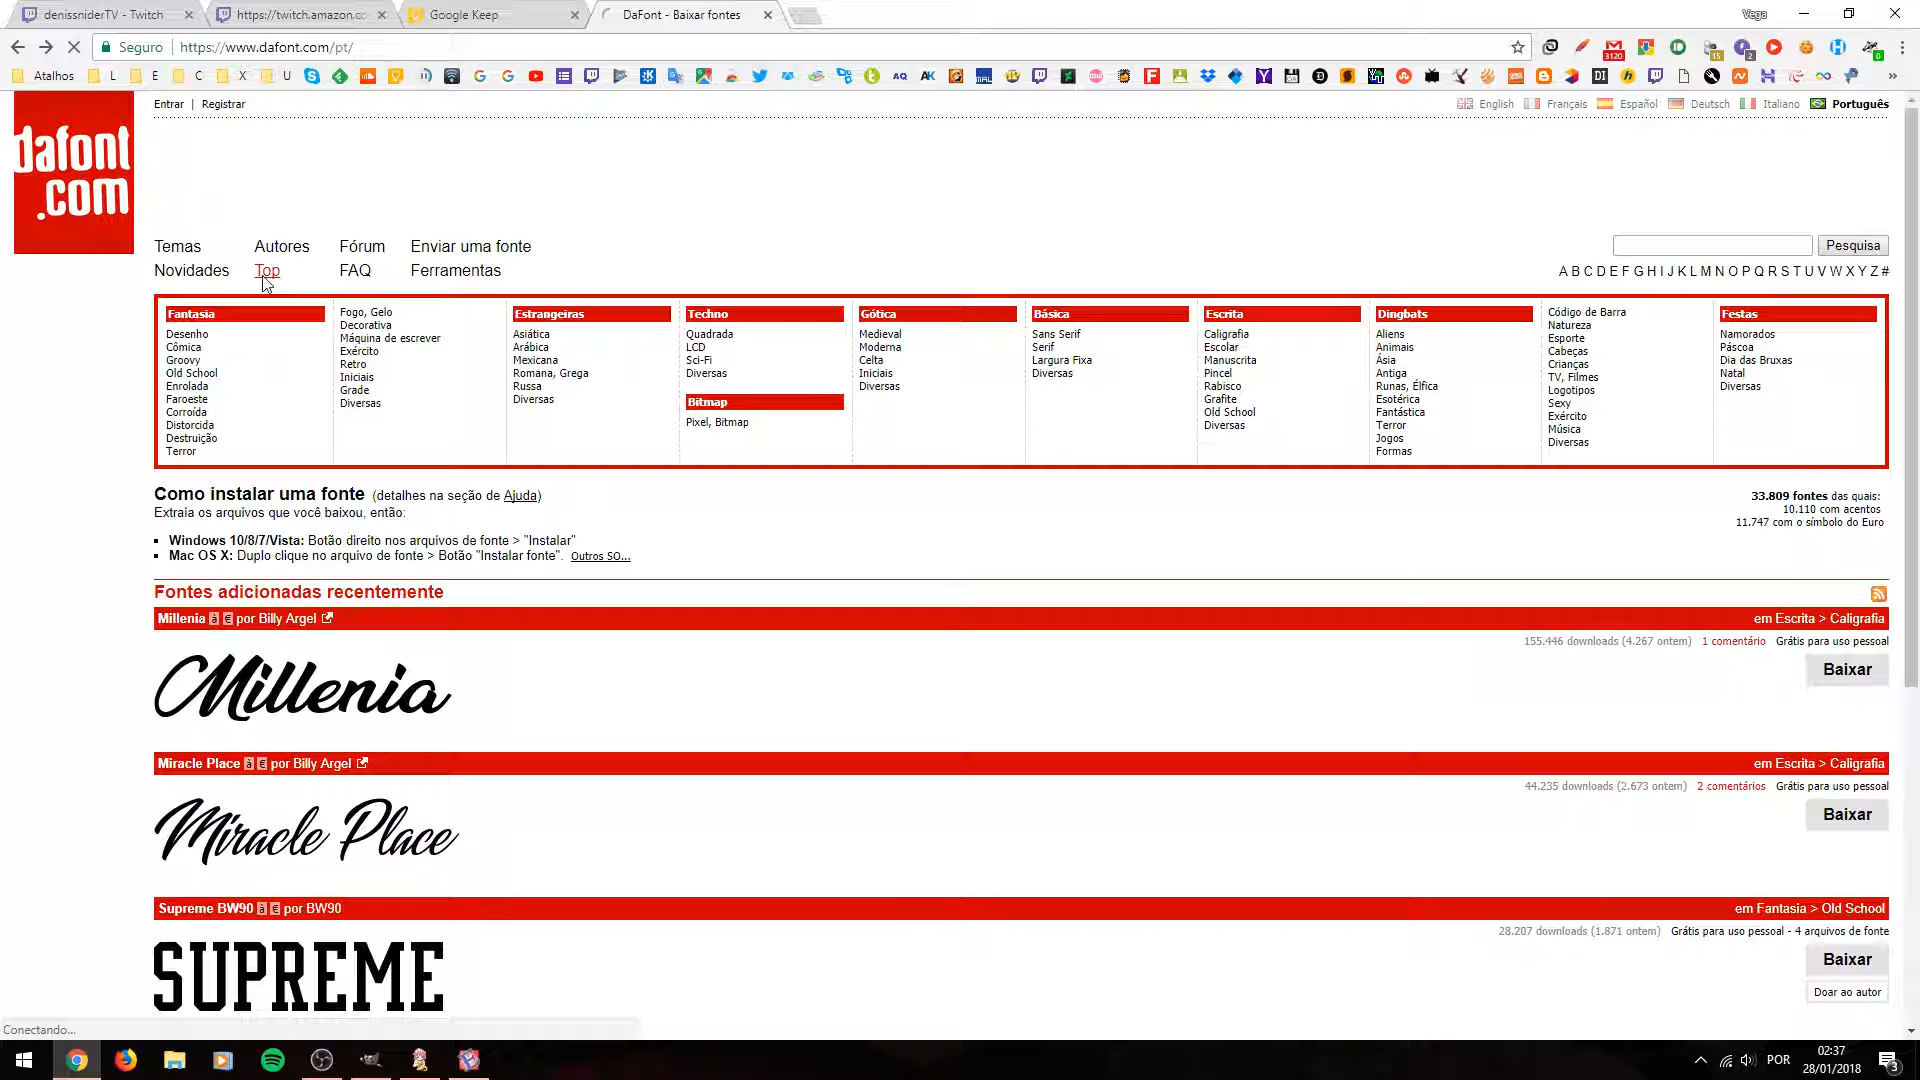 denissniderTV - Twitch
https://twitch.amazon.co
Google Keep
DaFont - Baixar fontes
Vega
Seguro
https://www.dafont.com/pt/
3120
15
2
0
Atalhos L E C X U
»
dafont
.com
Entrar | Registrar
English Français Español Deutsch Italiano Português
Temas Autores Fórum Enviar uma fonte
Pesquisa
Novidades Top FAQ Ferramentas
A B C D E F G H I J K L M N O P Q R S T U V W X Y Z #
Fantasia
Desenho
Cômica
Groovy
Old School
Enrolada
Faroeste
Corroída
Distorcida
Destruição
Terror
Fogo, Gelo
Decorativa
Máquina de escrever
Exército
Retro
Iniciais
Grade
Diversas
Estrangeiras
Asiática
Arábica
Mexicana
Romana, Grega
Russa
Diversas
Techno
Quadrada
LCD
Sci-Fi
Diversas
Bitmap
Pixel, Bitmap
Gótica
Medieval
Moderna
Celta
Iniciais
Diversas
Básica
Sans Serif
Serif
Largura Fixa
Diversas
Escrita
Caligrafia
Escolar
Manuscrita
Pincel
Rabisco
Grafite
Old School
Diversas
Dingbats
Aliens
Animais
Ásia
Antiga
Runas, Élfica
Esotérica
Fantástica
Terror
Jogos
Formas
Código de Barra
Natureza
Esporte
Cabeças
Crianças
TV, Filmes
Logotipos
Sexy
Exército
Música
Diversas
Festas
Namorados
Páscoa
Dia das Bruxas
Natal
Diversas
Como instalar uma fonte (detalhes na seção de Ajuda)
Extraia os arquivos que você baixou, então:
Windows 10/8/7/Vista: Botão direito nos arquivos de fonte > "Instalar"
Mac OS X: Duplo clique no arquivo de fonte > Botão "Instalar fonte". Outros SO...
33.809 fontes das quais:
10.110 com acentos
11.747 com o símbolo do Euro
Fontes adicionadas recentemente
Millenia à € por Billy Argel
em Escrita > Caligrafia
155.446 downloads (4.267 ontem) 1 comentário Grátis para uso pessoal
Millenia
Baixar
Miracle Place à € por Billy Argel
em Escrita > Caligrafia
44.235 downloads (2.673 ontem) 2 comentários Grátis para uso pessoal
Miracle Place
Baixar
Supreme BW90 à € por BW90
em Fantasia > Old School
28.207 downloads (1.871 ontem) Grátis para uso pessoal - 4 arquivos de fonte
SUPREME
Baixar
Doar ao autor
Conectando...
POR
02:37
28/01/2018
3